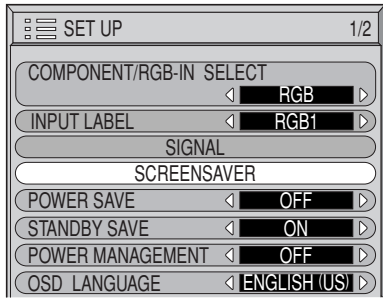 SET UP 1/2
COMPONENT/RGB-IN SELECT
RGB
INPUT LABEL RGB1
SIGNAL
SCREENSAVER
POWER SAVE OFF
STANDBY SAVE ON
POWER MANAGEMENT OFF
OSD LANGUAGE ENGLISH (US)